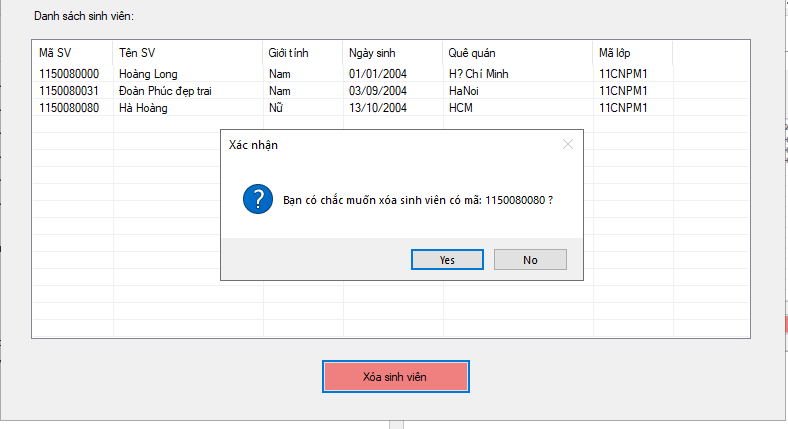 Danh sách sinh viên:
Mã SV Tên SV Giới tính Ngày sinh Quê quán Mã lớp
1150080000 Hoàng Long Nam 01/01/2004 H? Chí Minh 11CNPM1
1150080031 Đoàn Phúc đẹp trai Nam 03/09/2004 HaNoi 11CNPM1
1150080080 Hà Hoàng Nữ 13/10/2004 HCM 11CNPM1
Xác nhận
Bạn có chắc muốn xóa sinh viên có mã: 1150080080 ?
Yes No
Xóa sinh viên